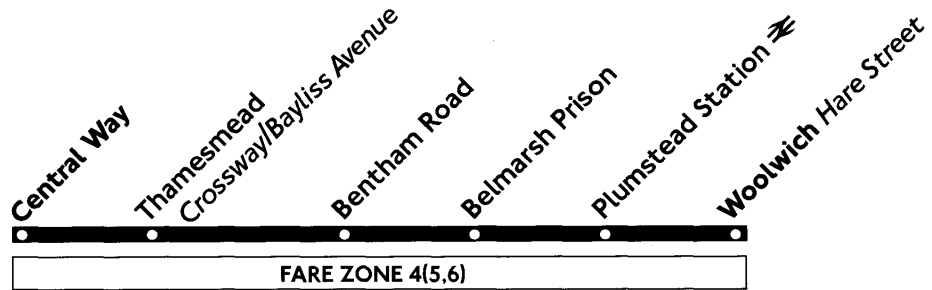 Central Way
Thamesmead
Crossway/Bayliss Avenue
Bentham Road
Belmarsh Prison
Plumstead Station
Woolwich Hare Street
FARE ZONE 4(5,6)